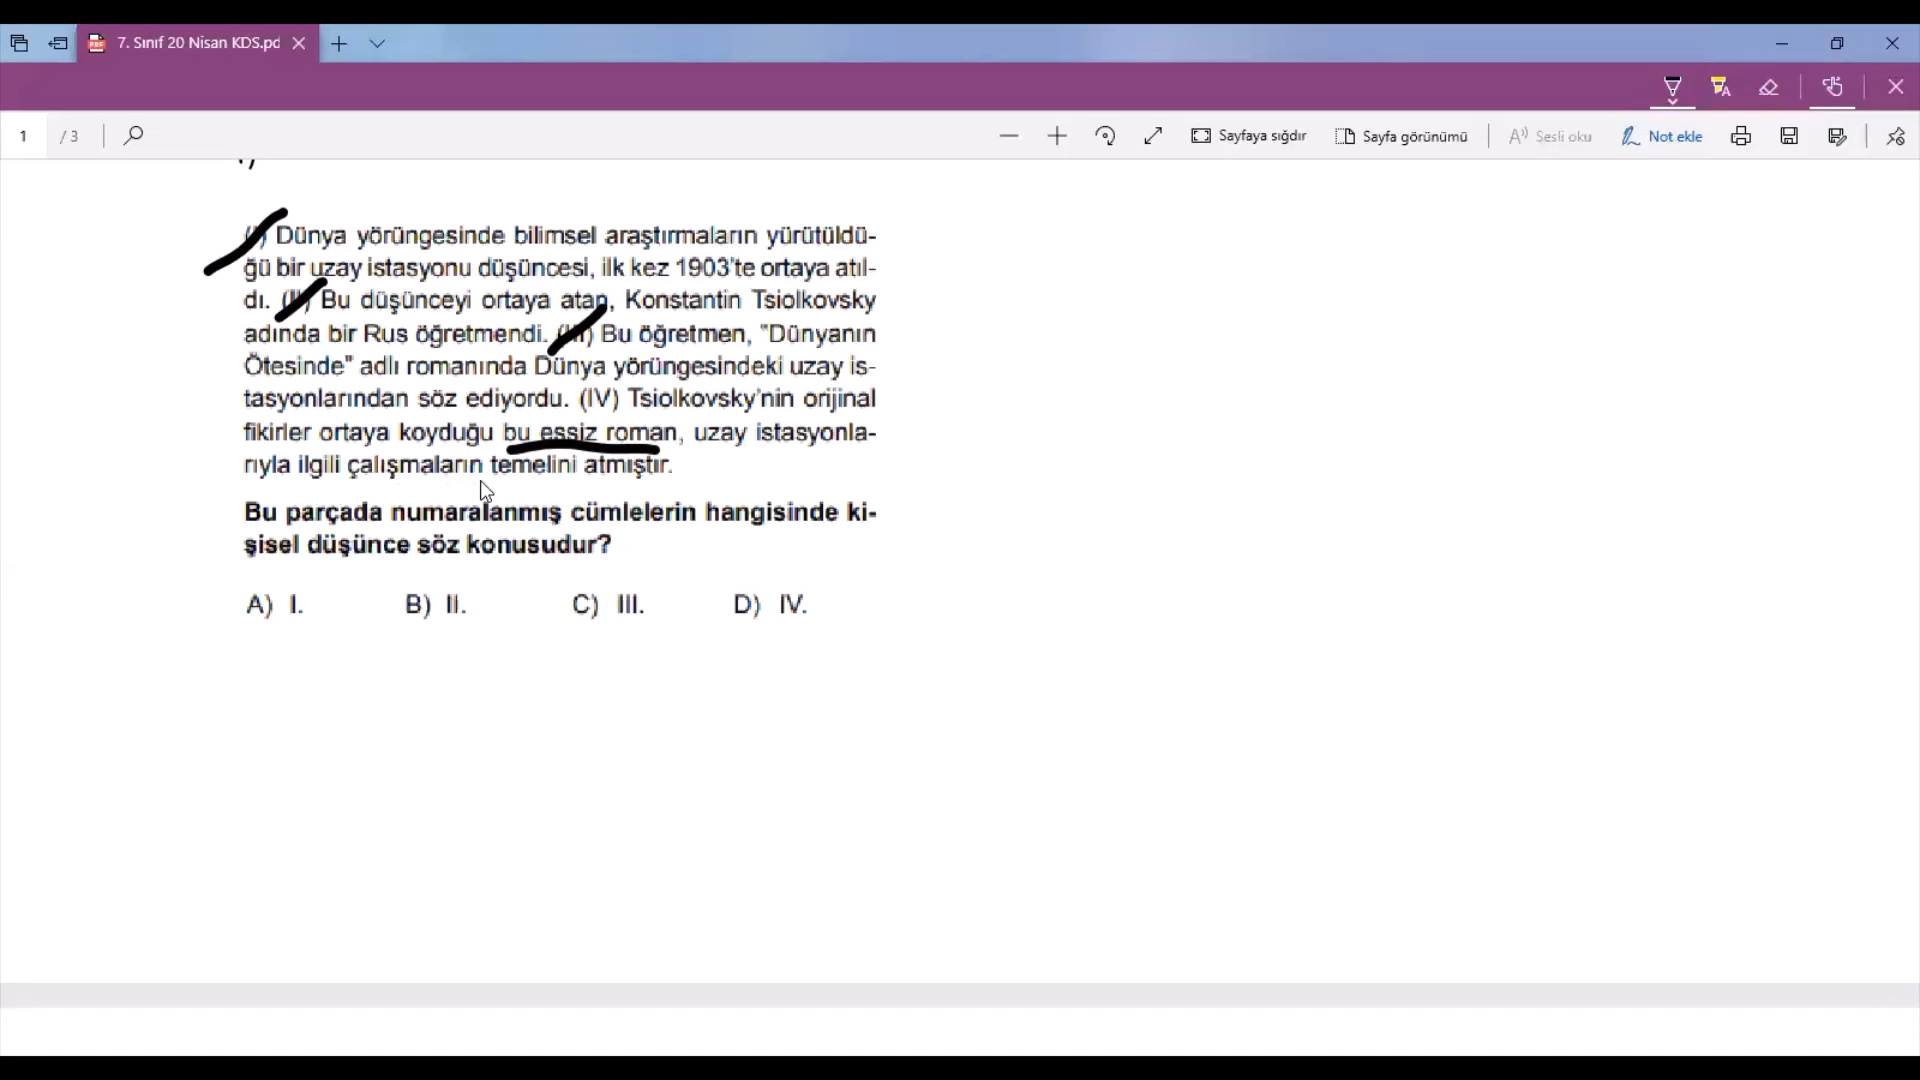 7. Sınıf 20 Nisan KDS.pd
1 / 3
Sayfaya sığdır
Sayfa görünümü
Sesli oku
Not ekle
(I) Dünya yörüngesinde bilimsel araştırmaların yürütüldü-
ğü bir uzay istasyonu düşüncesi, ilk kez 1903'te ortaya atıl-
dı. (II) Bu düşünceyi ortaya atan, Konstantin Tsiolkovsky
adında bir Rus öğretmendi. (III) Bu öğretmen, "Dünyanın
Ötesinde" adlı romanında Dünya yörüngesindeki uzay is-
tasyonlarından söz ediyordu. (IV) Tsiolkovsky'nin orijinal
fikirler ortaya koyduğu bu eşsiz roman, uzay istasyonla-
rıyla ilgili çalışmaların temelini atmıştır.
Bu parçada numaralanmış cümlelerin hangisinde ki-
şisel düşünce söz konusudur?
A) I. B) II. C) III. D) IV.